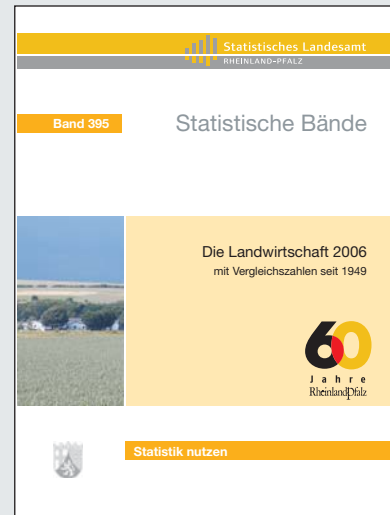 Statistisches Landesamt
RHEINLAND-PFALZ
Band 395
Statistische Bände
Die Landwirtschaft 2006
mit Vergleichszahlen seit 1949
60
Jahre
RheinlandPfalz
Statistik nutzen